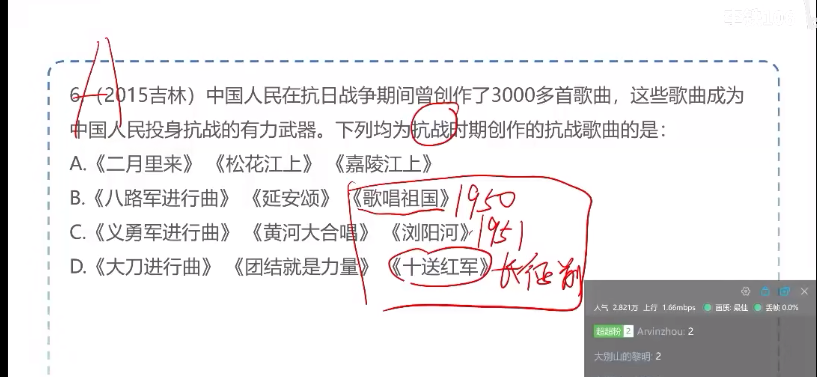 A
6.（2015吉林）中国人民在抗日战争期间曾创作了3000多首歌曲，这些歌曲成为
中国人民投身抗战的有力武器。下列均为抗战时期创作的抗战歌曲的是：
A.《二月里来》 《松花江上》 《嘉陵江上》
B.《八路军进行曲》 《延安颂》 《歌唱祖国》 1950
C.《义勇军进行曲》 《黄河大合唱》 《浏阳河》 1951
D.《大刀进行曲》 《团结就是力量》 《十送红军》 长征前
人气 2.821万 上行 1.66mbps 画质: 最佳 丢帧 0.0%
超超粉 2 Arvinzhou: 2
大别山的黎明: 2